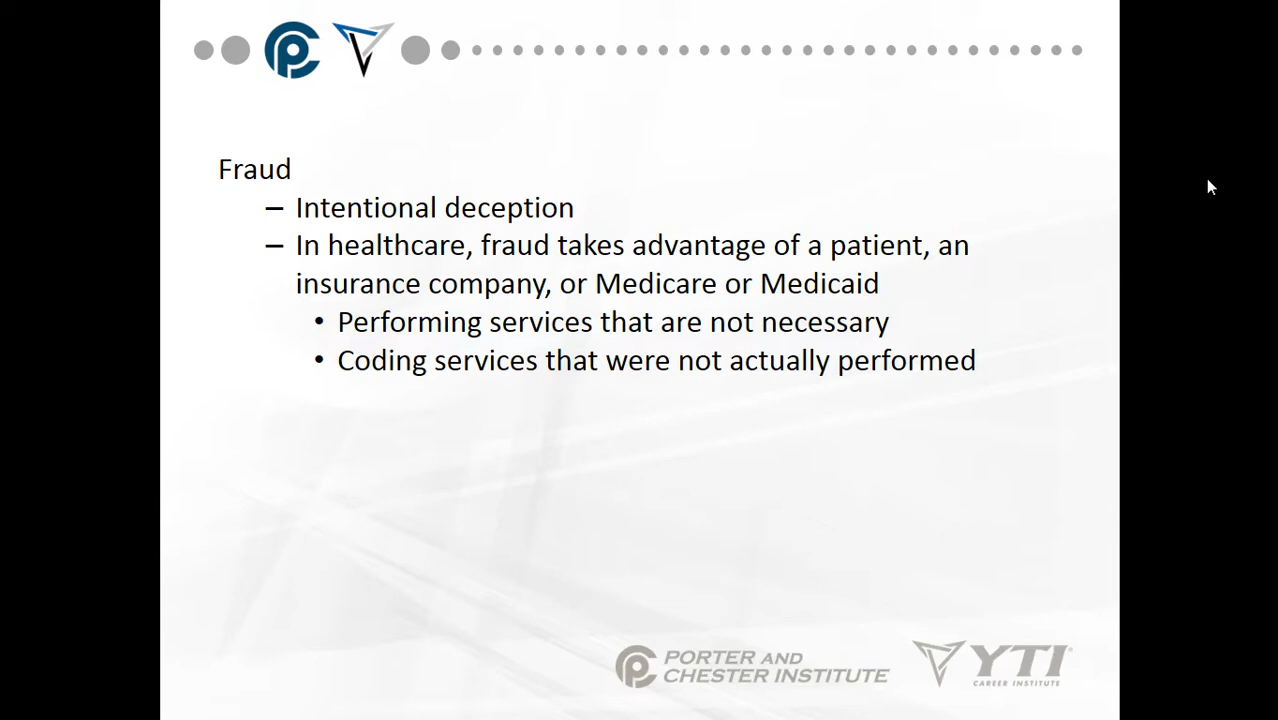 Fraud
– Intentional deception
– In healthcare, fraud takes advantage of a patient, an
insurance company, or Medicare or Medicaid
• Performing services that are not necessary
• Coding services that were not actually performed
PORTER AND
CHESTER INSTITUTE
YTI
CAREER INSTITUTE